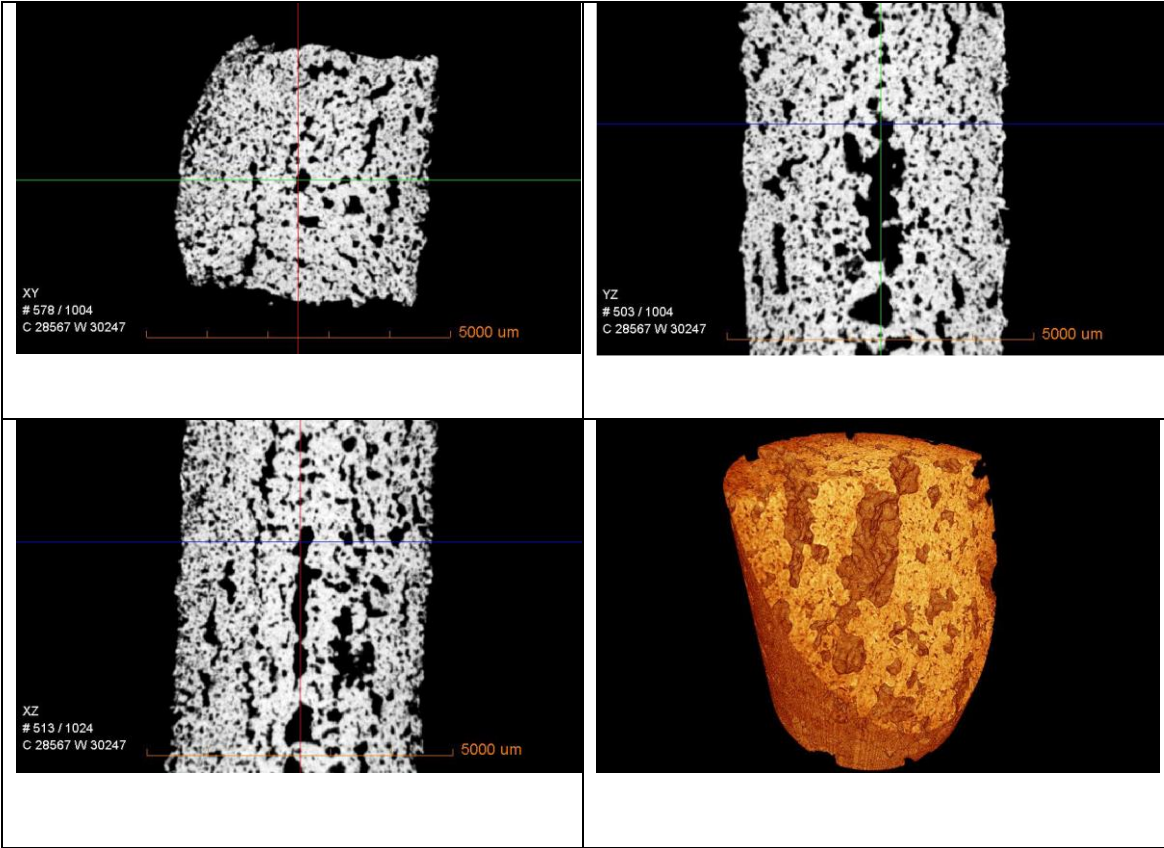 XY
# 578 / 1004
C 28567 W 30247
5000 um
YZ
# 503 / 1004
C 28567 W 30247
5000 um
XZ
# 513 / 1024
C 28567 W 30247
5000 um